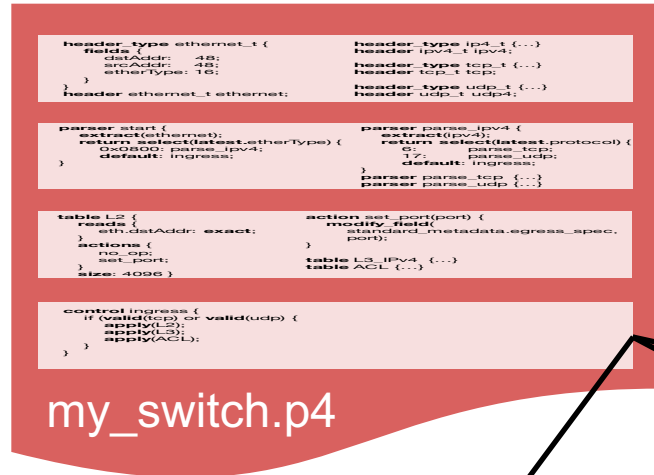 header_type ethernet_t {
fields {
dstAddr: 48;
srcAddr: 48;
etherType: 16;
}
}
header ethernet_t ethernet;
header_type ip4_t {...}
header ipv4_t ipv4;
header_type tcp_t {...}
header tcp_t tcp;
header_type udp_t {...}
header udp_t udp4;
parser start {
extract(ethernet);
return select(latest.etherType) {
0x0800: parse_ipv4;
default: ingress;
}
parser parse_ipv4 {
extract(ipv4);
return select(latest.protocol) {
6: parse_tcp;
17: parse_udp;
default: ingress;
}
parser parse_tcp {...}
parser parse_udp {...}
table L2 {
reads {
eth.dstAddr: exact;
}
actions {
no_op;
set_port;
}
size: 4096 }
action set_port(port) {
modify_field(
standard_metadata.egress_spec,
port);
}
table L3_IPv4 {...}
table ACL {...}
control ingress {
if (valid(tcp) or valid(udp) {
apply(L2);
apply(L3);
apply(ACL);
}
}
my_switch.p4